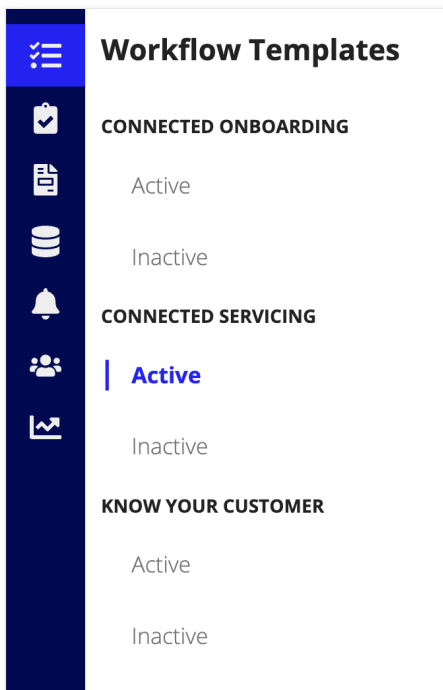 Workflow Templates
CONNECTED ONBOARDING
Active
Inactive
CONNECTED SERVICING
Active
Inactive
KNOW YOUR CUSTOMER
Active
Inactive